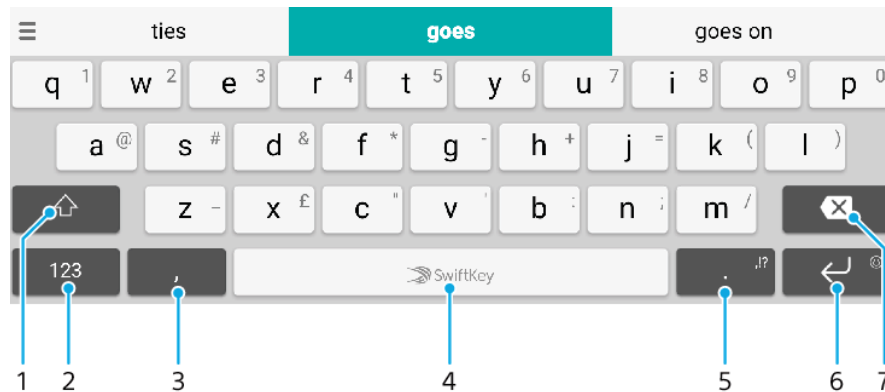 ties goes goes on
q 1 w 2 e 3 r 4 t 5 y 6 u 7 i 8 o 9 p 0
a @ s # d & f * g - h + j = k ( l )
z _ x £ c " v ' b : n ; m /
123 , SwiftKey . ,!?
1 2 3 4 5 6 7